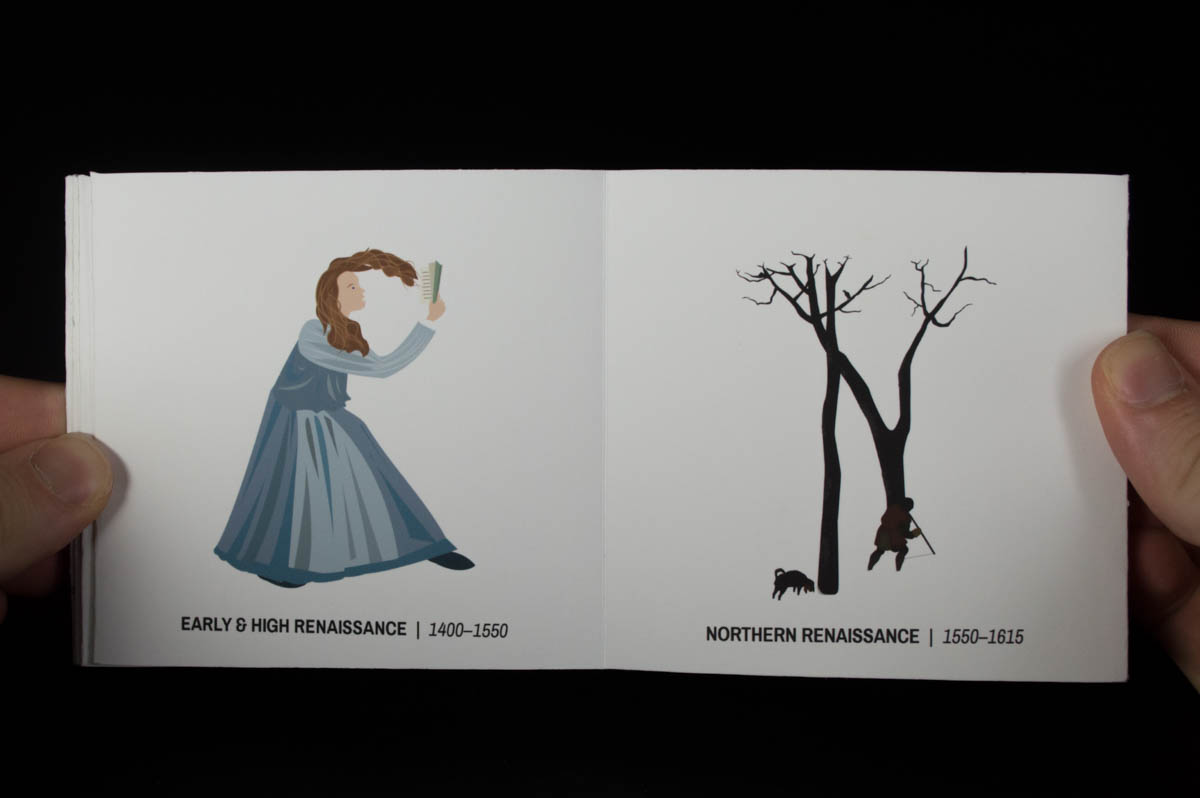 EARLY & HIGH RENAISSANCE | 1400–1550
NORTHERN RENAISSANCE | 1550–1615